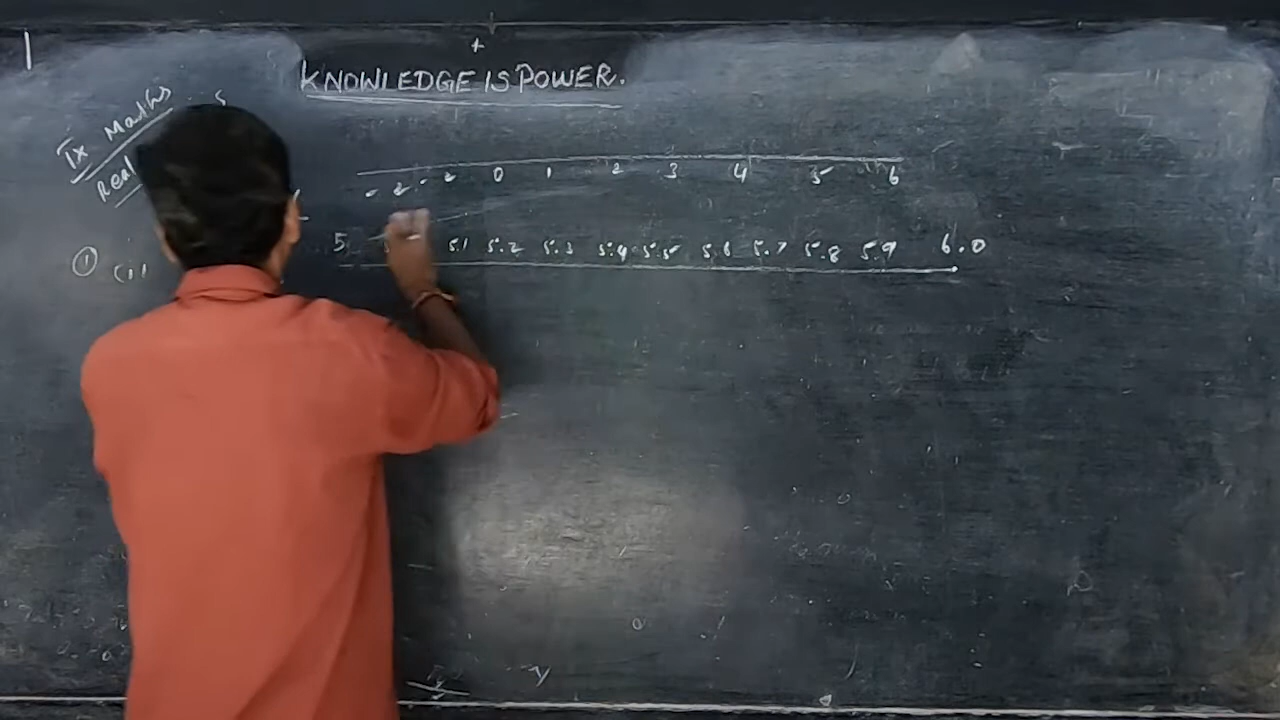 KNOWLEDGE IS POWER.
IX Maths
Real
- 2 - 2 0 1 2 3 4 5 6
5 5.1 5.2 5.3 5.4 5.5 5.6 5.7 5.8 5.9 6.0
① (i)